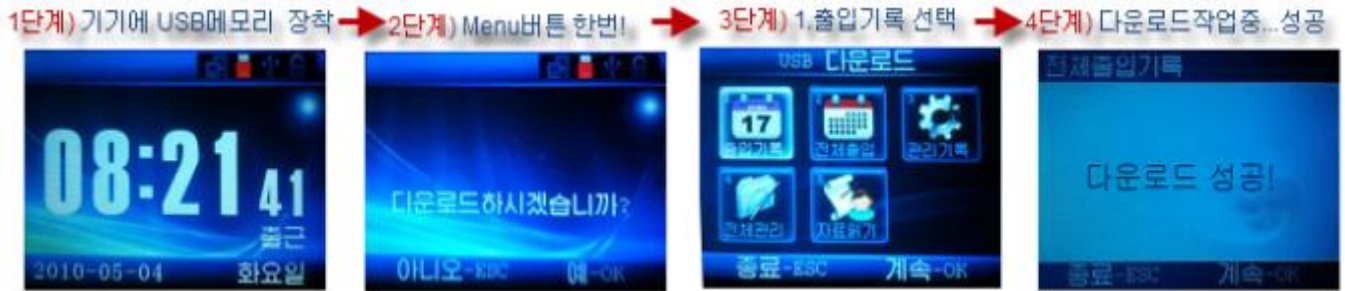 1단계) 기기에 USB메모리 장착
2단계) Menu버튼 한번!
3단계) 1.출입기록 선택
4단계) 다운로드작업중...성공
08:21 41
출근
2010-05-04 화요일
다운로드하시겠습니까?
아니오-ESC 예-OK
USB 다운로드
17
출입기록 전체출입 관리기록
전체관리 자료읽기
종료-ESC 계속-OK
전체출입기록
다운로드 성공!
종료-ESC 계속-OK